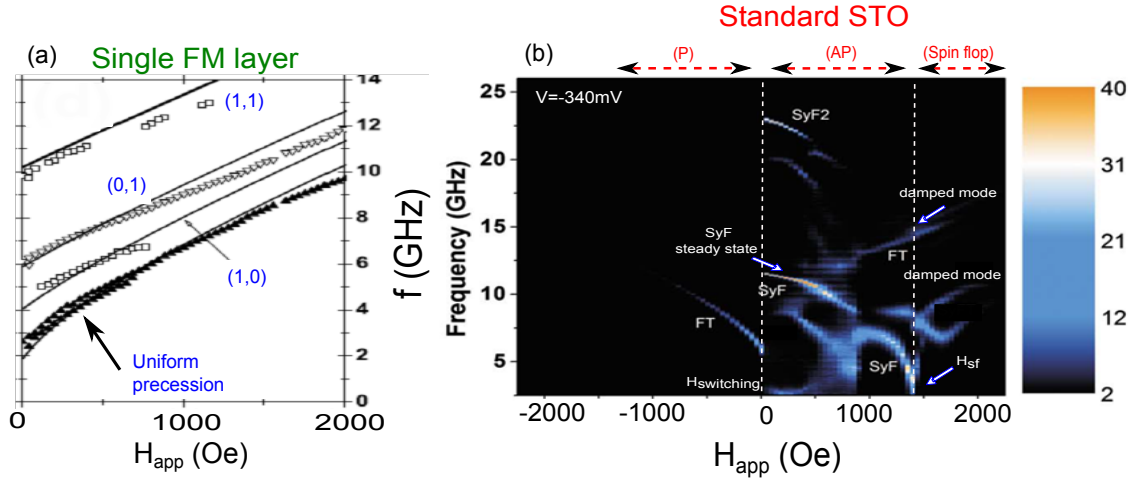 Standard STO
(a) Single FM layer
(b)
(P)
(AP)
(Spin flop)
14
12
10
8
6
4
2
0
f (GHz)
(1,1)
(0,1)
(1,0)
Uniform
precession
0
1000
2000
Happ (Oe)
V=-340mV
25
20
15
10
5
Frequency (GHz)
SyF2
SyF
steady state
SyF
FT
Hswitching
damped mode
FT
damped mode
SyF
Hsf
-2000
-1000
0
1000
2000
Happ (Oe)
40
31
21
12
2